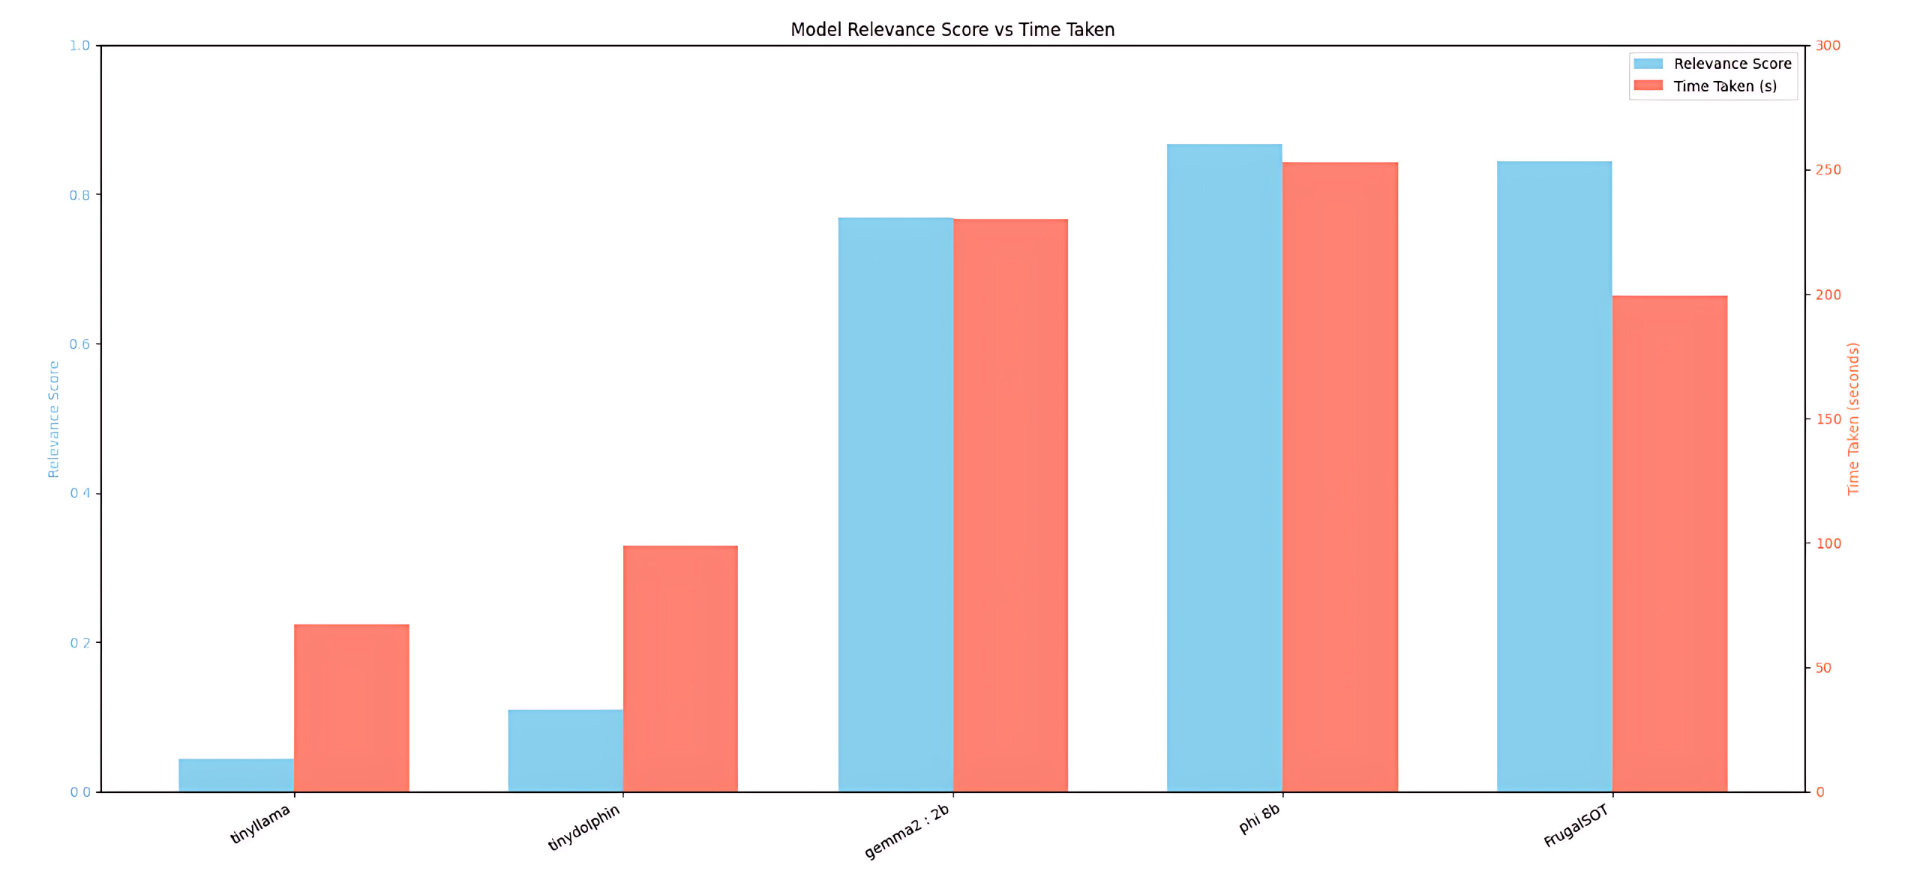 Model Relevance Score vs Time Taken
Relevance Score
Time Taken (s)
1.0
0.8
0.6
0.4
0.2
0.0
Relevance Score
300
250
200
150
100
50
0
Time Taken (seconds)
tinyllama
tinydolphin
gemma2 : 2b
phi 8b
FrugalSOT